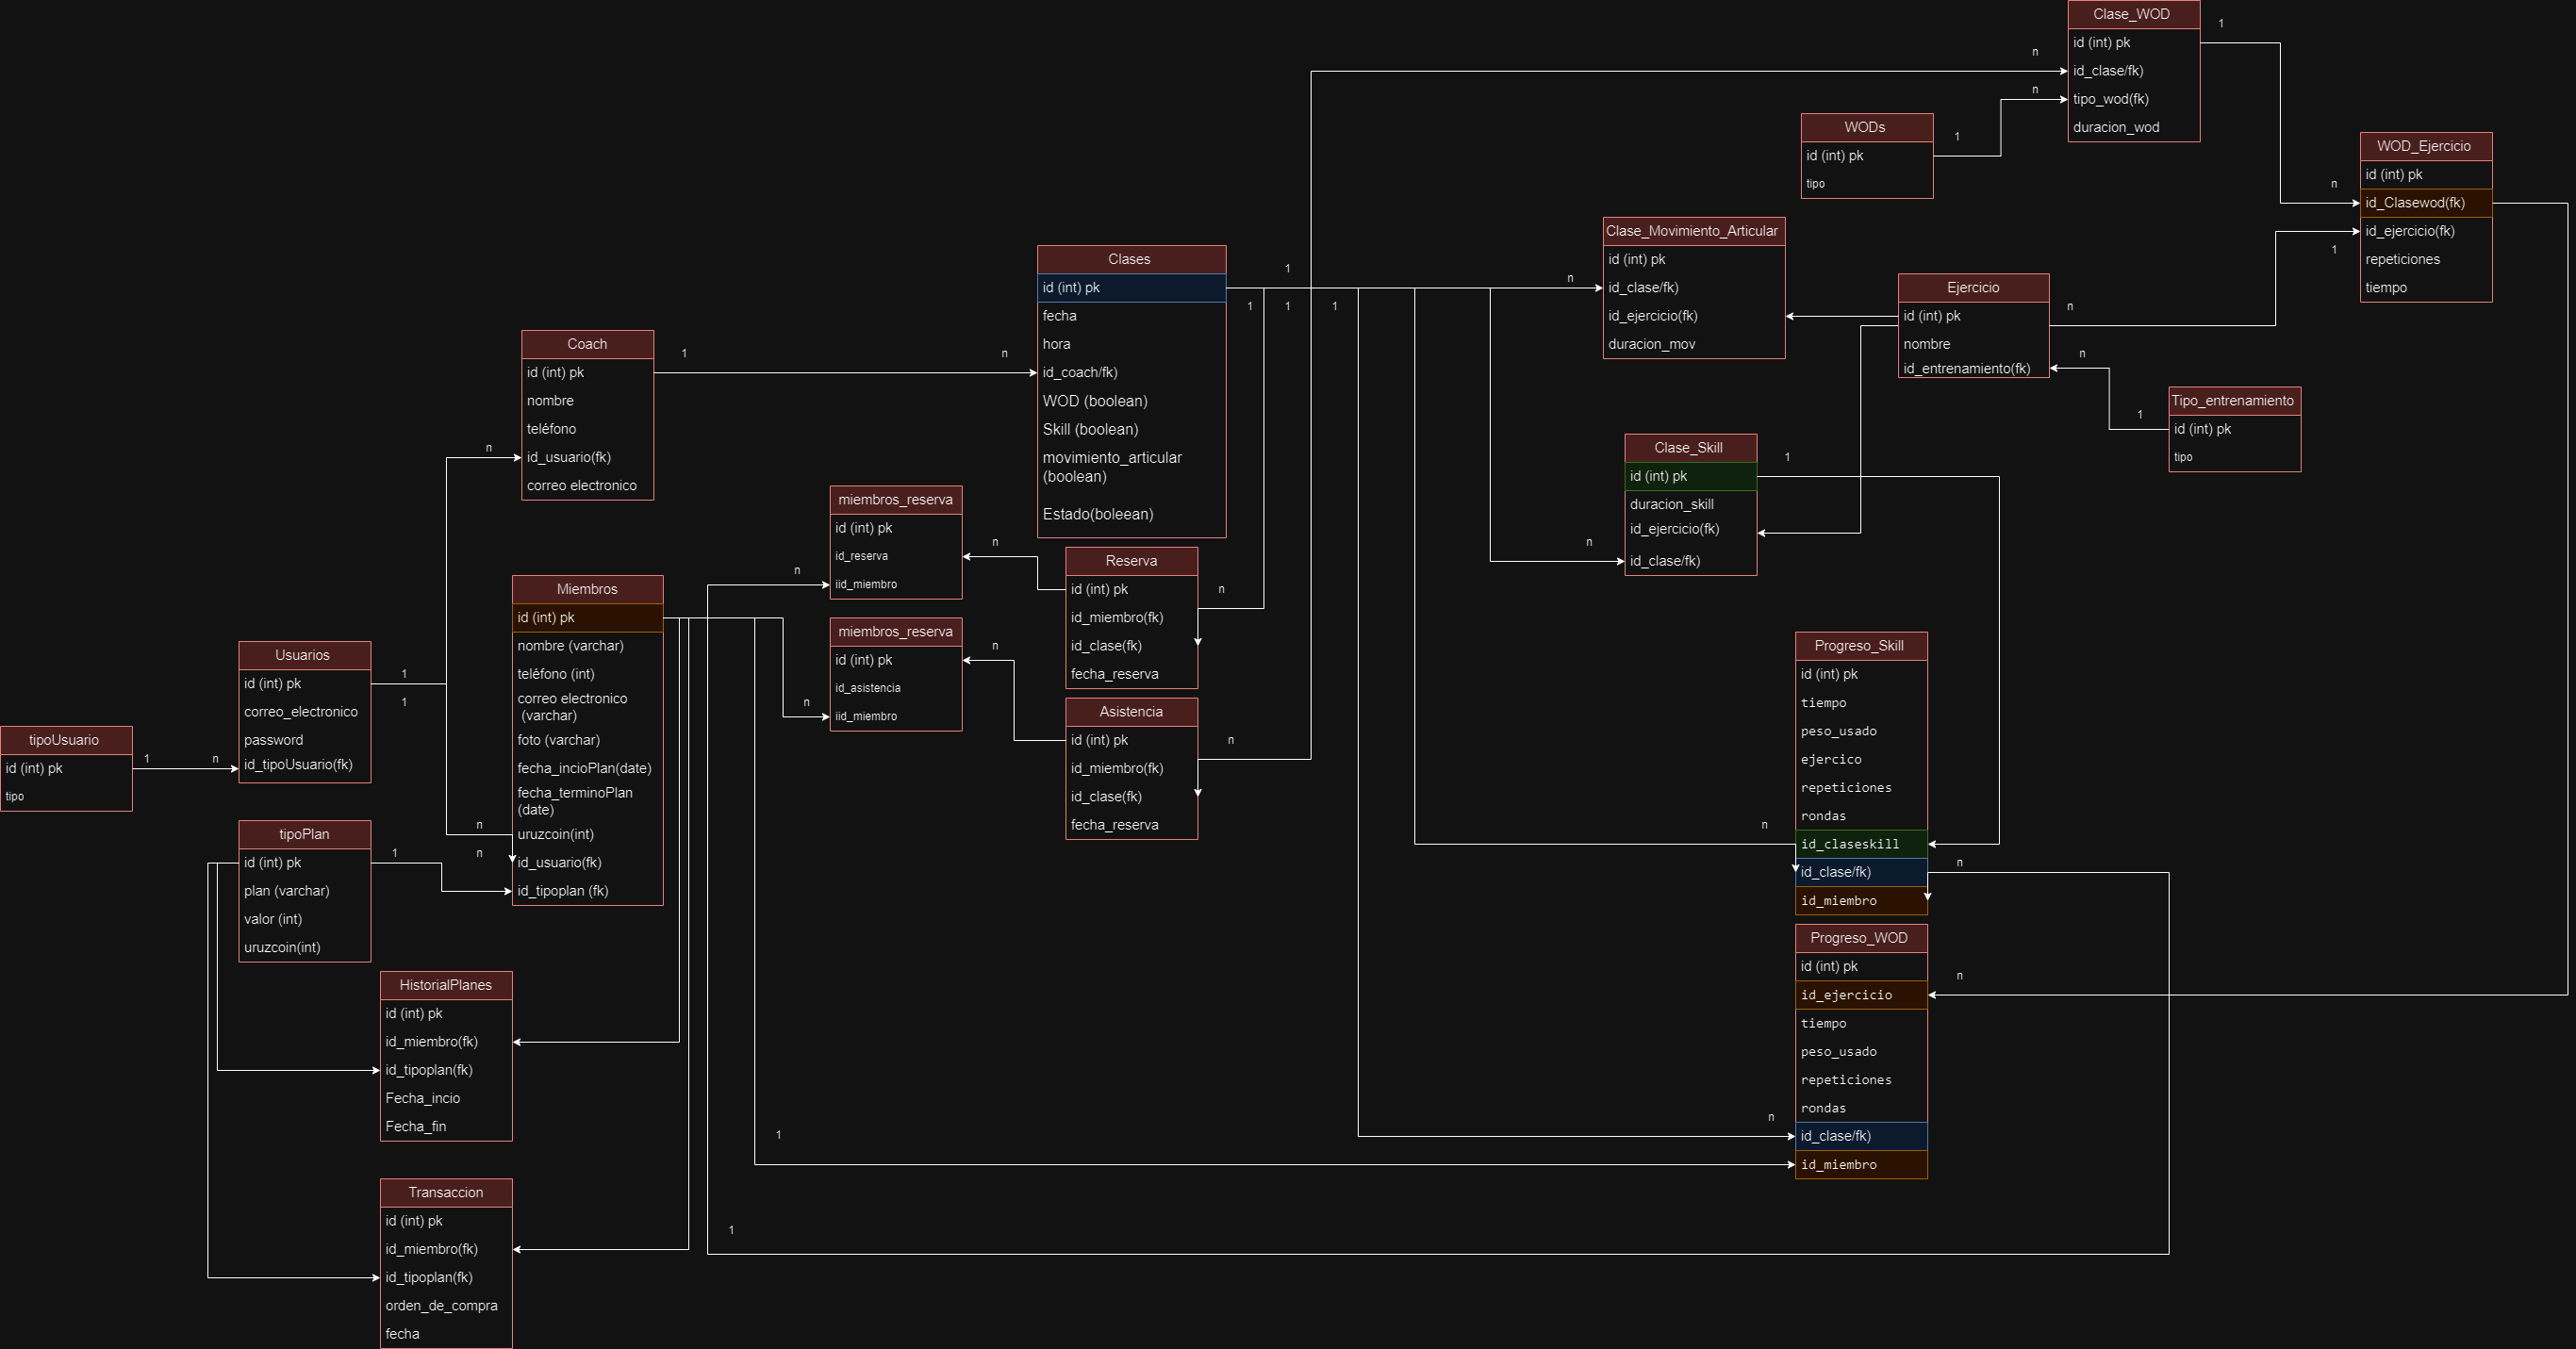 Clase_WOD
id (int) pk
id_clase/fk)
tipo_wod(fk)
duracion_wod
1
n
n
WODs
id (int) pk
tipo
1
WOD_Ejercicio
id (int) pk
id_Clasewod(fk)
id_ejercicio(fk)
repeticiones
tiempo
n
1
Clase_Movimiento_Articular
id (int) pk
id_clase/fk)
id_ejercicio(fk)
duracion_mov
n
Ejercicio
id (int) pk
nombre
id_entrenamiento(fk)
n
n
Tipo_entrenamiento
id (int) pk
tipo
1
Clases
id (int) pk
fecha
hora
id_coach/fk)
WOD (boolean)
Skill (boolean)
movimiento_articular
(boolean)
Estado(boleean)
1
1
1
1
Coach
id (int) pk
nombre
teléfono
id_usuario(fk)
correo electronico
1
n
n
Clase_Skill
id (int) pk
duracion_skill
id_ejercicio(fk)
id_clase/fk)
1
n
miembros_reserva
id (int) pk
id_reserva
iid_miembro
n
n
Reserva
id (int) pk
id_miembro(fk)
id_clase(fk)
fecha_reserva
n
Miembros
id (int) pk
nombre (varchar)
teléfono (int)
correo electronico
(varchar)
foto (varchar)
fecha_incioPlan(date)
fecha_terminoPlan
(date)
uruzcoin(int)
id_usuario(fk)
id_tipoplan (fk)
n
n
miembros_reserva
id (int) pk
id_asistencia
iid_miembro
n
n
Asistencia
id (int) pk
id_miembro(fk)
id_clase(fk)
fecha_reserva
n
Usuarios
id (int) pk
correo_electronico
password
id_tipoUsuario(fk)
1
1
tipoUsuario
id (int) pk
tipo
1
n
tipoPlan
id (int) pk
plan (varchar)
valor (int)
uruzcoin(int)
1
Progreso_Skill
id (int) pk
tiempo
peso_usado
ejercico
repeticiones
rondas
id_claseskill
id_clase/fk)
id_miembro
n
n
Progreso_WOD
id (int) pk
id_ejercicio
tiempo
peso_usado
repeticiones
rondas
id_clase/fk)
id_miembro
n
n
1
1
HistorialPlanes
id (int) pk
id_miembro(fk)
id_tipoplan(fk)
Fecha_incio
Fecha_fin
Transaccion
id (int) pk
id_miembro(fk)
id_tipoplan(fk)
orden_de_compra
fecha